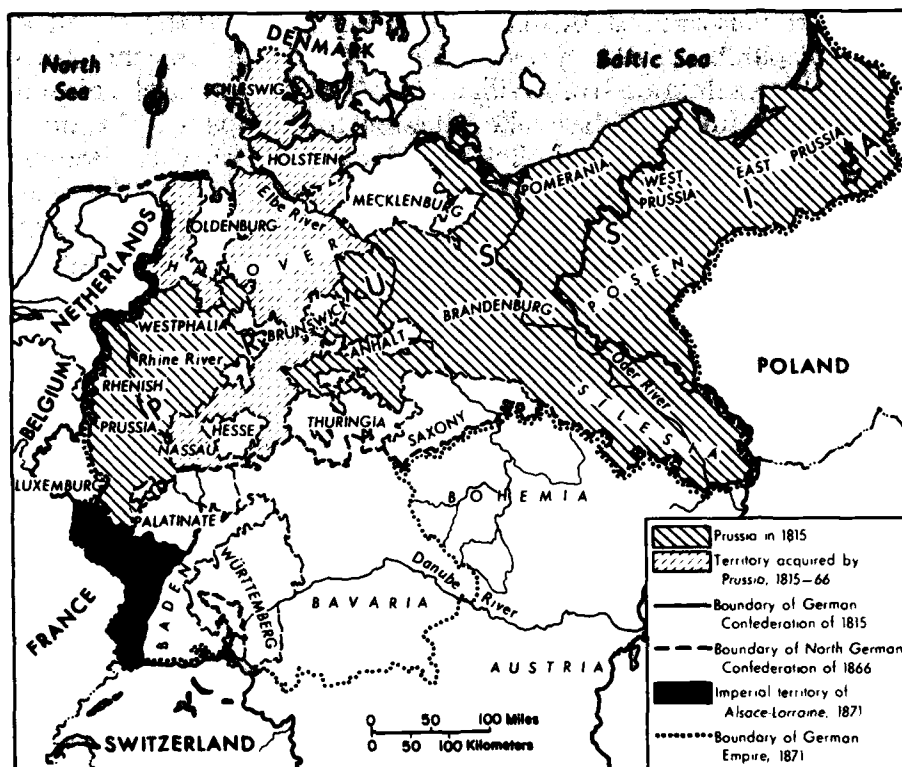 North Sea
DENMARK
Baltic Sea
SCHLESWIG
HOLSTEIN
MECKLENBURG
POMERANIA
WEST PRUSSIA
EAST PRUSSIA
Elbe River
OLDENBURG
HANOVER
NETHERLANDS
PRUSSIA
POSEN
BRANDENBURG
WESTPHALIA
BRUNSWK
ANHALT
Rhine River
RHENISH PRUSSIA
Oder River
POLAND
BELGIUM
SILESIA
HESSE
THURINGIA
SAXONY
NASSAU
LUXEMBURG
BOHEMIA
PALATINATE
WÜRTTEMBERG
BADEN
FRANCE
Danube River
BAVARIA
AUSTRIA
SWITZERLAND
0 50 100 Miles
0 50 100 Kilometers
Prussia in 1815
Territory acquired by
Prussia, 1815–66
Boundary of German
Confederation of 1815
Boundary of North German
Confederation of 1866
Imperial territory of
Alsace-Lorraine, 1871
Boundary of German
Empire, 1871